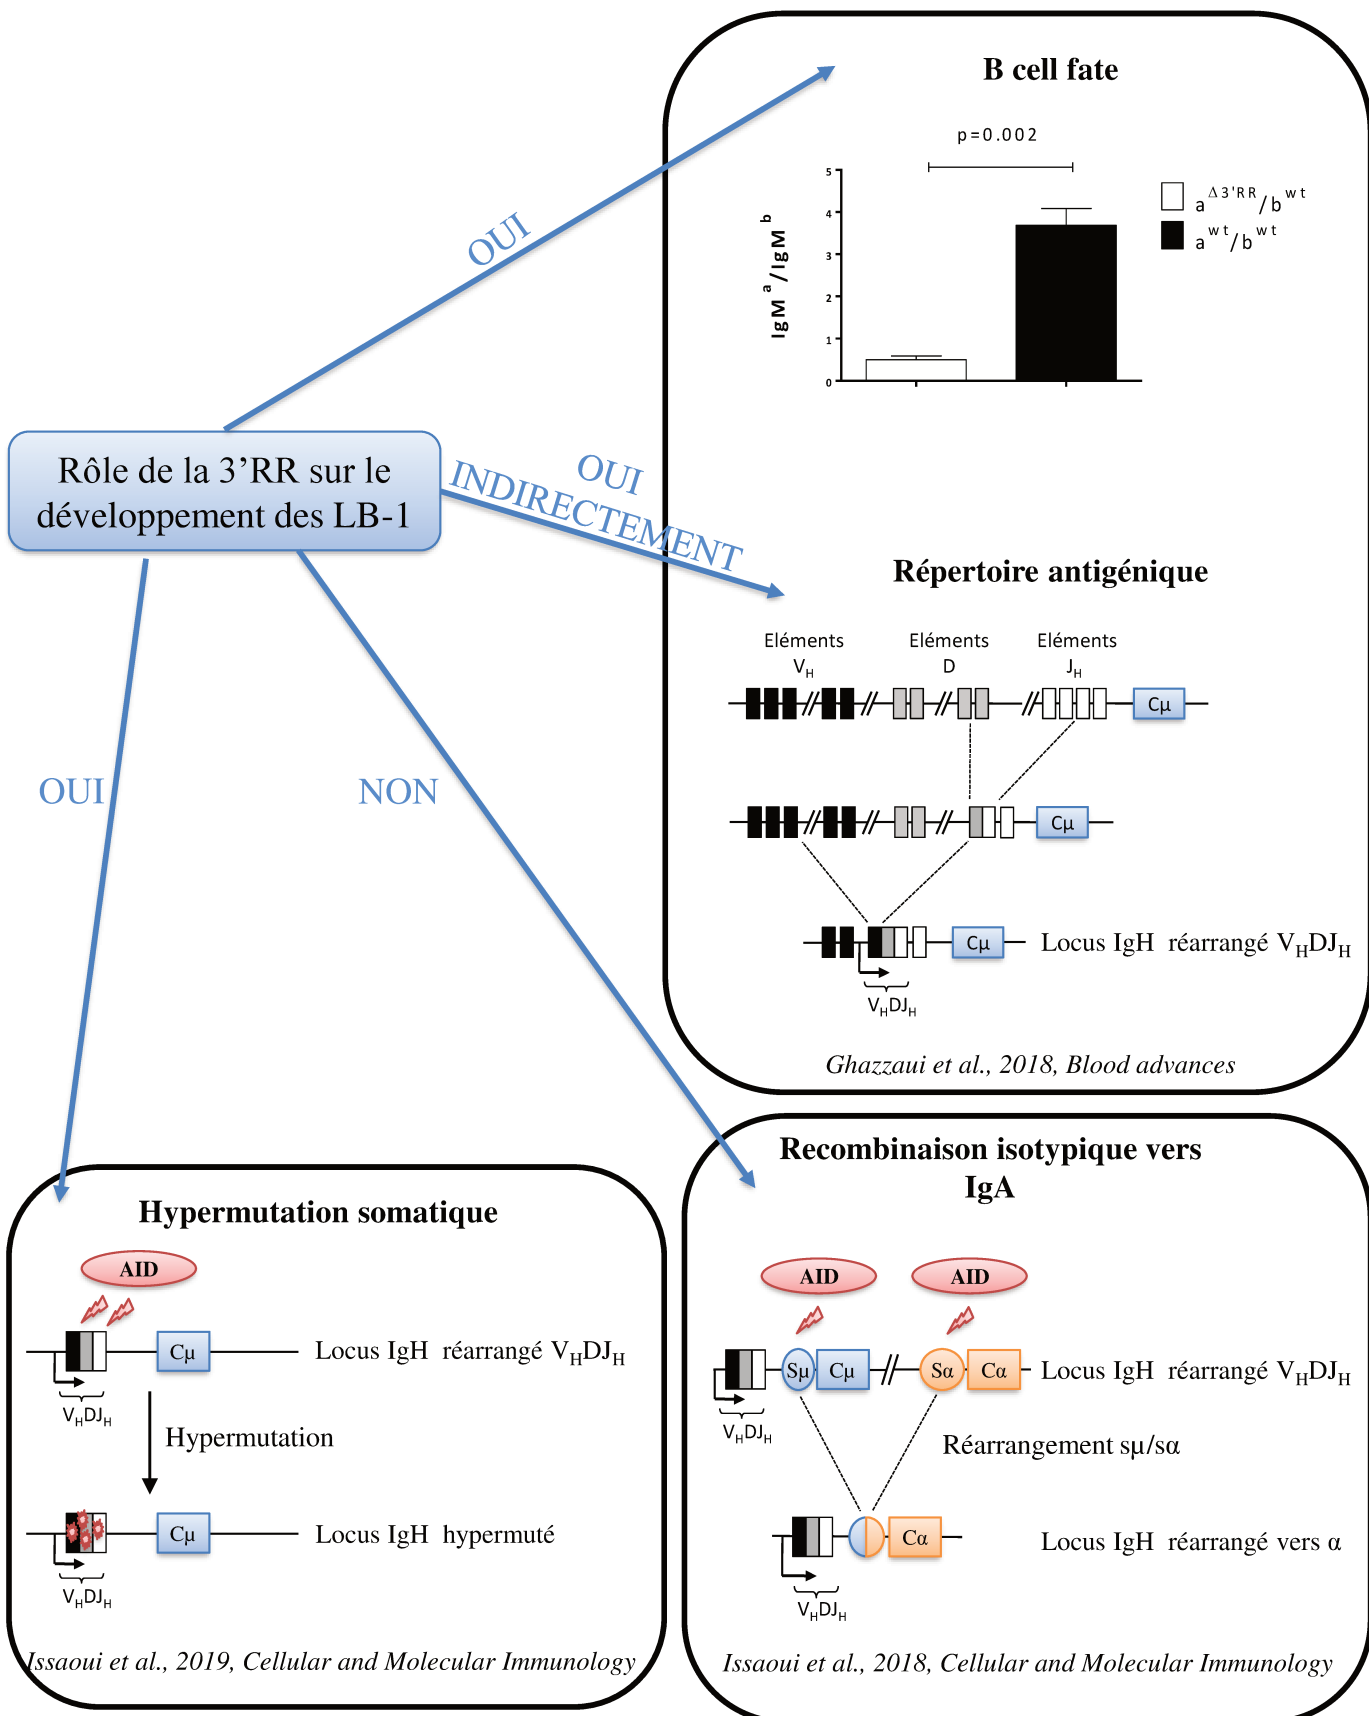 B cell fate
p=0.002
5
4
3
2
1
0
IgM a/IgM b
a Δ3'RR/b wt
a wt/b wt
OUI
Rôle de la 3’RR sur le
développement des LB-1
OUI
INDIRECTEMENT
Répertoire antigénique
Eléments
VH
Eléments
D
Eléments
JH
Cμ
Cμ
Cμ
Locus IgH réarrangé VHDJH
VHDJH
Ghazzaui et al., 2018, Blood advances
OUI
NON
Hypermutation somatique
AID
Cμ
Locus IgH réarrangé VHDJH
VHDJH
Hypermutation
Cμ
Locus IgH hypermuté
VHDJH
Issaoui et al., 2019, Cellular and Molecular Immunology
Recombinaison isotypique vers
IgA
AID
AID
Sμ
Cμ
Sα
Cα
Locus IgH réarrangé VHDJH
VHDJH
Réarrangement sμ/sα
Cα
Locus IgH réarrangé vers α
VHDJH
Issaoui et al., 2018, Cellular and Molecular Immunology